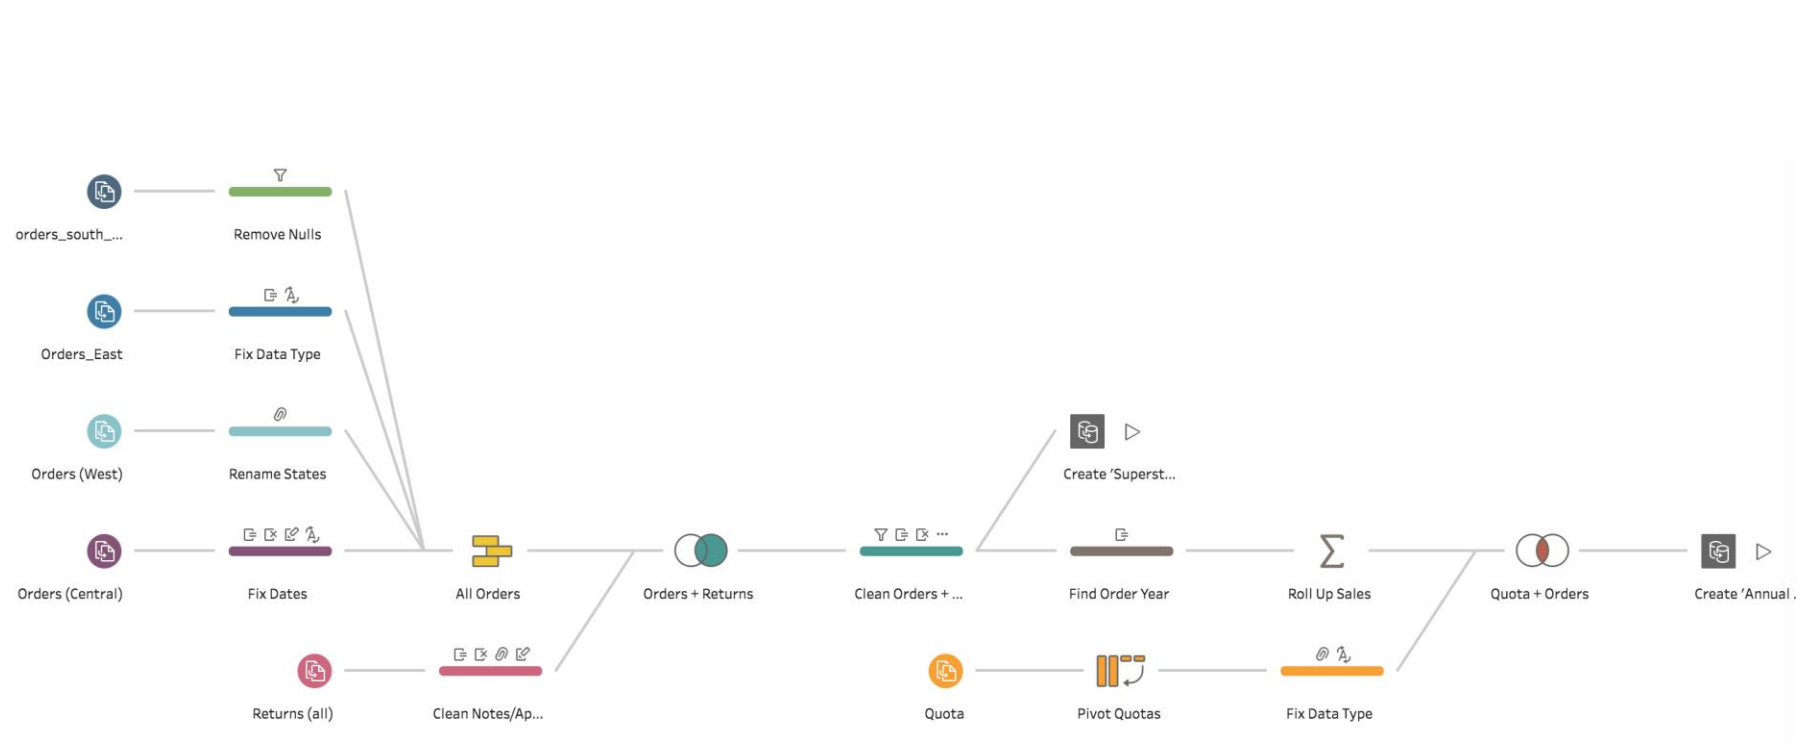 orders_south_...
Remove Nulls
Orders_East
Fix Data Type
Orders (West)
Rename States
Create 'Superst...
Orders (Central)
Fix Dates
All Orders
Orders + Returns
Clean Orders + ...
Find Order Year
Roll Up Sales
Quota + Orders
Create 'Annual .
Returns (all)
Clean Notes/Ap...
Quota
Pivot Quotas
Fix Data Type